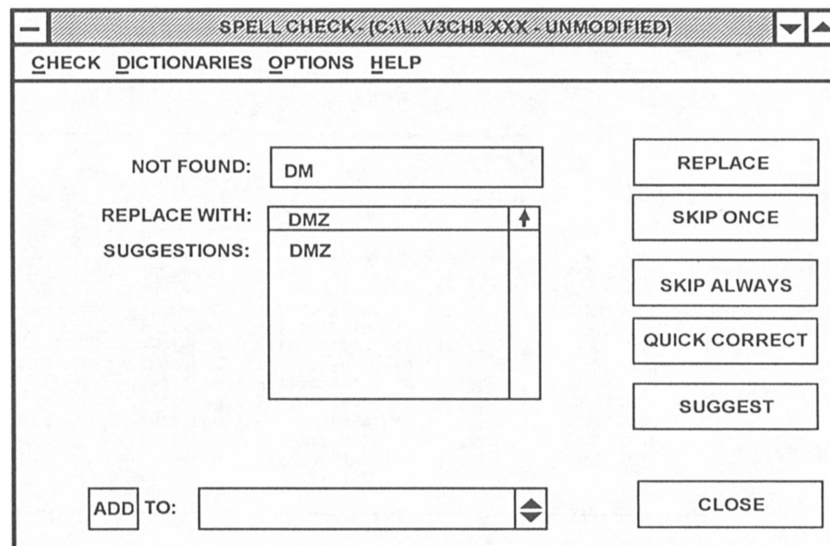 SPELL CHECK - (C:\\...V3CH8.XXX - UNMODIFIED)
CHECK DICTIONARIES OPTIONS HELP
NOT FOUND: DM
REPLACE WITH: DMZ
SUGGESTIONS: DMZ
REPLACE
SKIP ONCE
SKIP ALWAYS
QUICK CORRECT
SUGGEST
ADD TO:
CLOSE